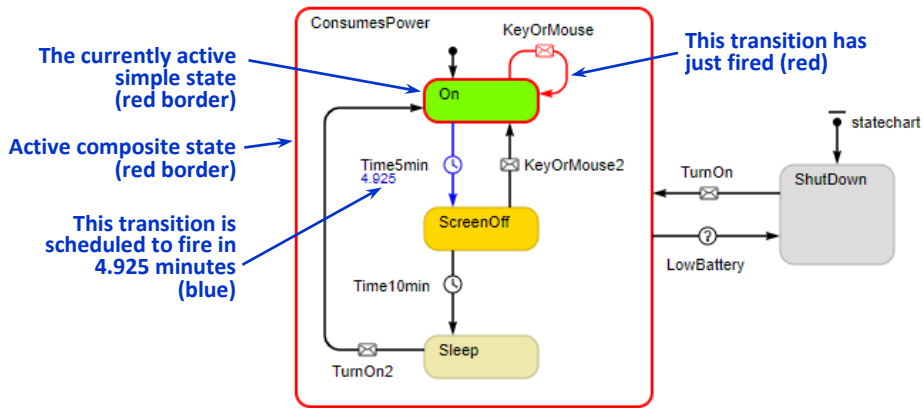 ConsumesPower
KeyOrMouse
The currently active
simple state
(red border)
This transition has
just fired (red)
On
statechart
Active composite state
(red border)
Time5min
4.925
KeyOrMouse2
TurnOn
ShutDown
This transition is
scheduled to fire in
4.925 minutes
(blue)
ScreenOff
?
LowBattery
Time10min
Sleep
TurnOn2